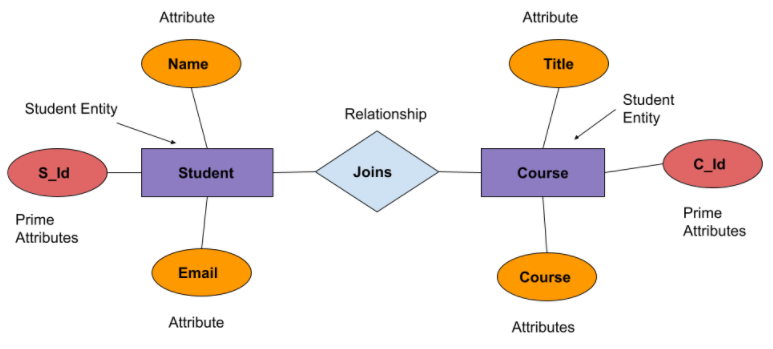 Attribute
Attribute
Name
Title
Student Entity
Relationship
Student
Entity
S_Id
Student
Joins
Course
C_Id
Prime
Attributes
Prime
Attributes
Email
Course
Attribute
Attributes